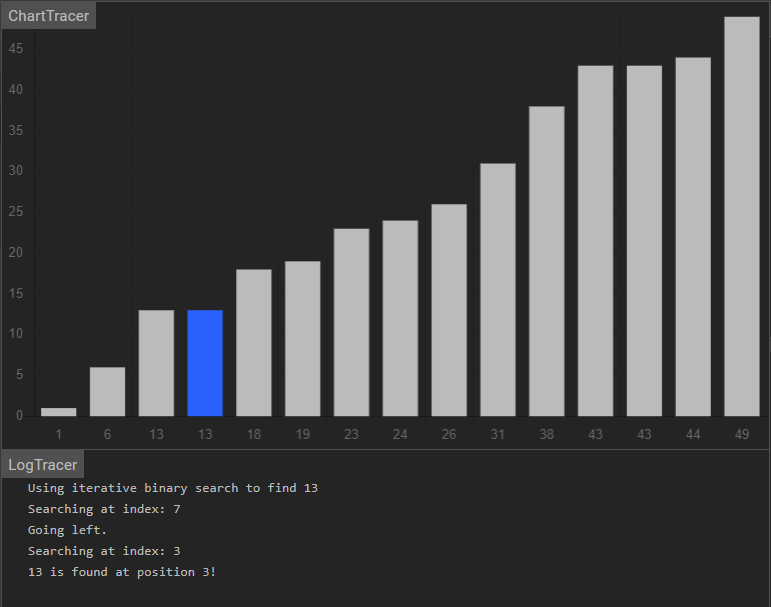 ChartTracer
45
40
35
30
25
20
15
10
5
0
1 6 13 13 18 19 23 24 26 31 38 43 43 44 49
LogTracer
Using iterative binary search to find 13
Searching at index: 7
Going left.
Searching at index: 3
13 is found at position 3!